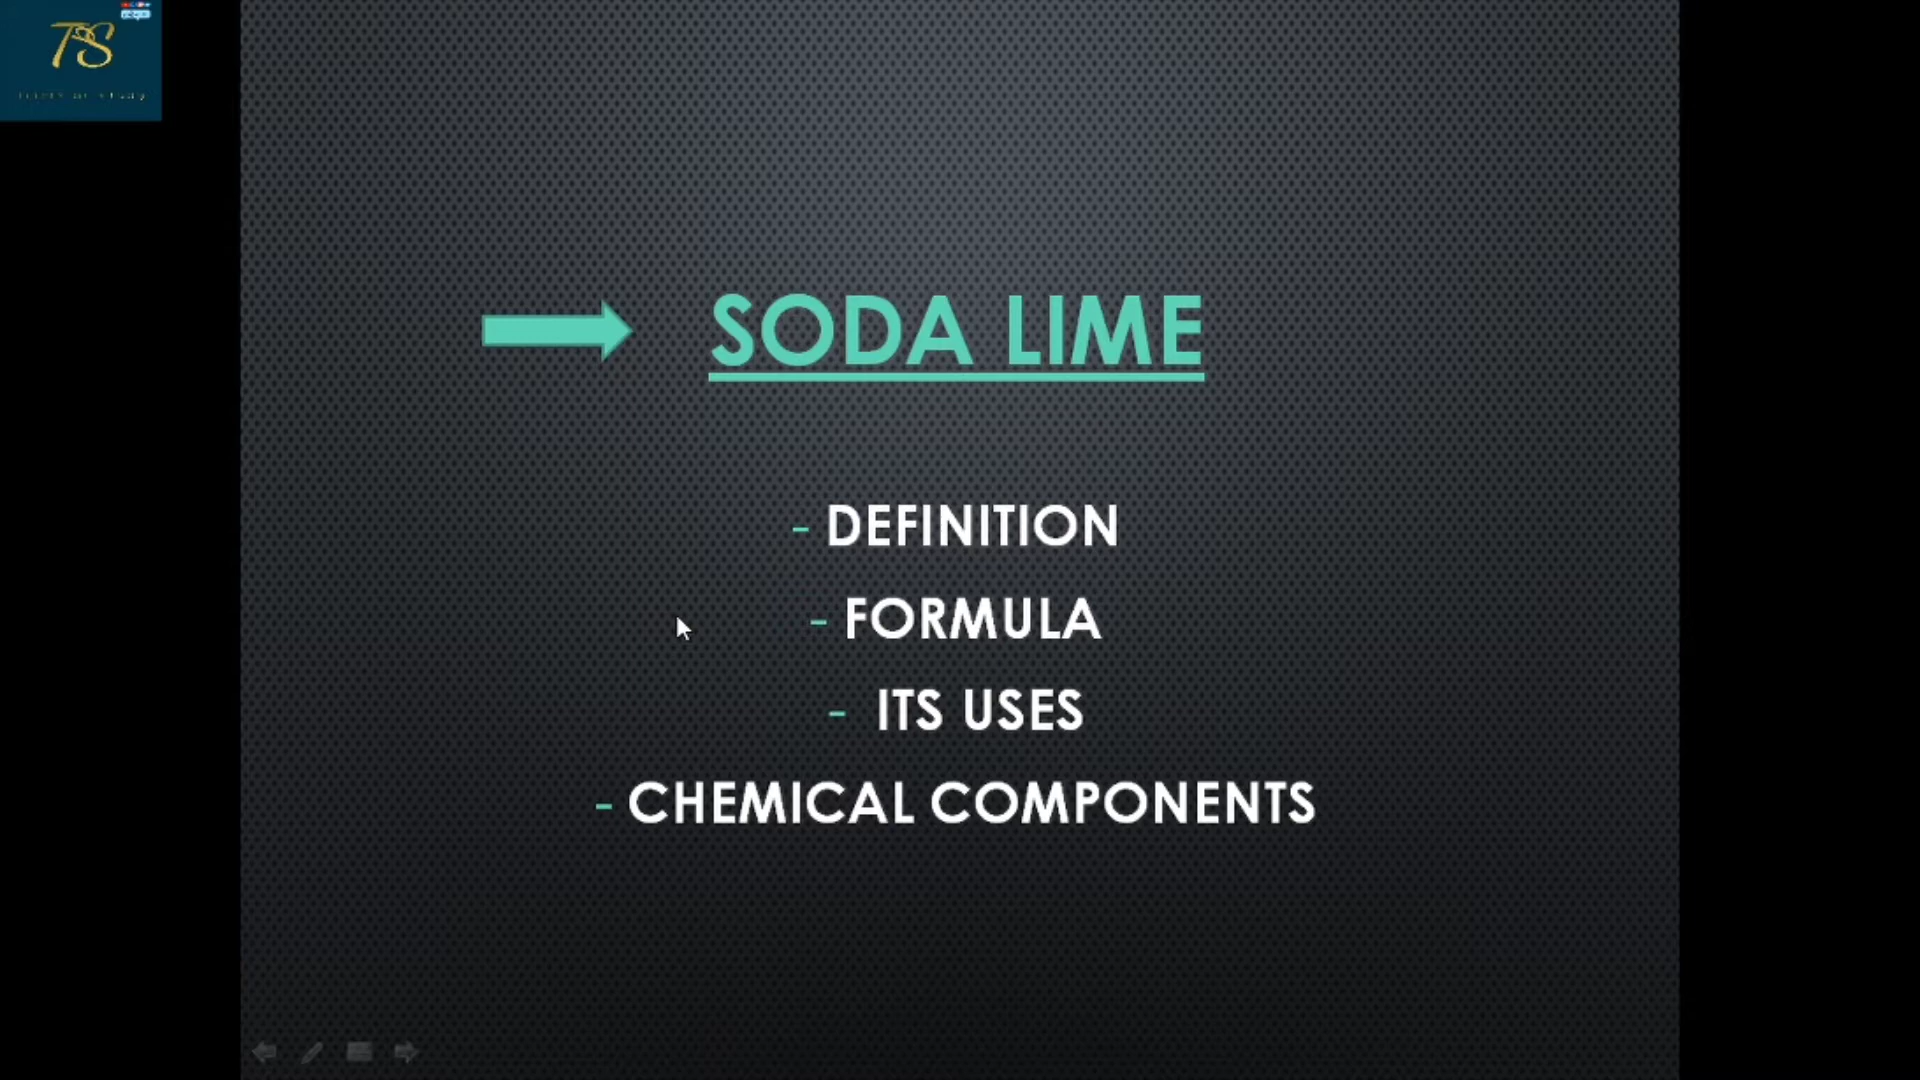 TS
SODA LIME
- DEFINITION
- FORMULA
- ITS USES
- CHEMICAL COMPONENTS